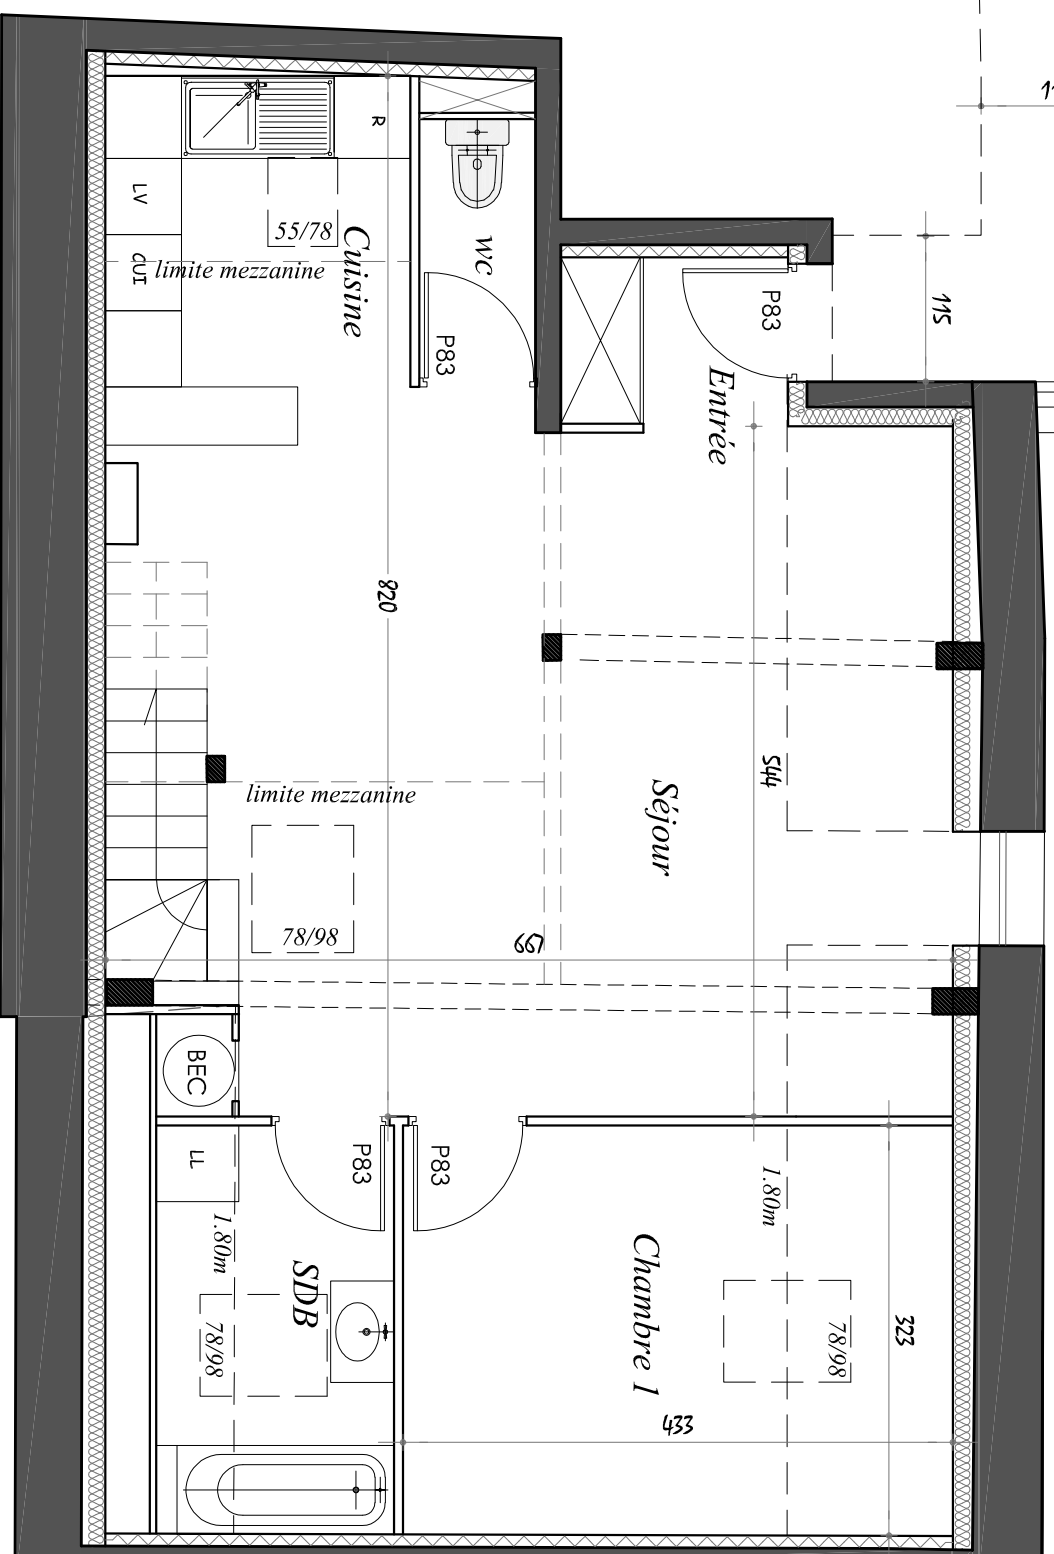 11
R
LV
wc
55/78
Cuisine
limite mezzanine
CUI
P83
115
P83
Entrée
820
544
Séjour
limite mezzanine
78/98
667
BEC
LL
P83
P83
1.80m
1.80m
SDB
Chambre 1
78/98
78/98
323
433